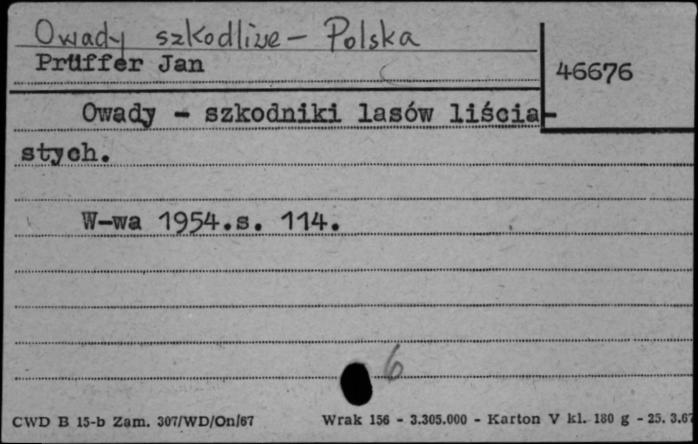 Owady szkodliwe - Polska
Prüffer Jan
46676
Owady - szkodniki lasów liścia-
stych.
W-wa 1954.s. 114.
6
CWD B 15-b Zam. 307/WD/On/67 Wrak 156 - 3.305.000 - Karton V kl. 180 g - 25. 3.67